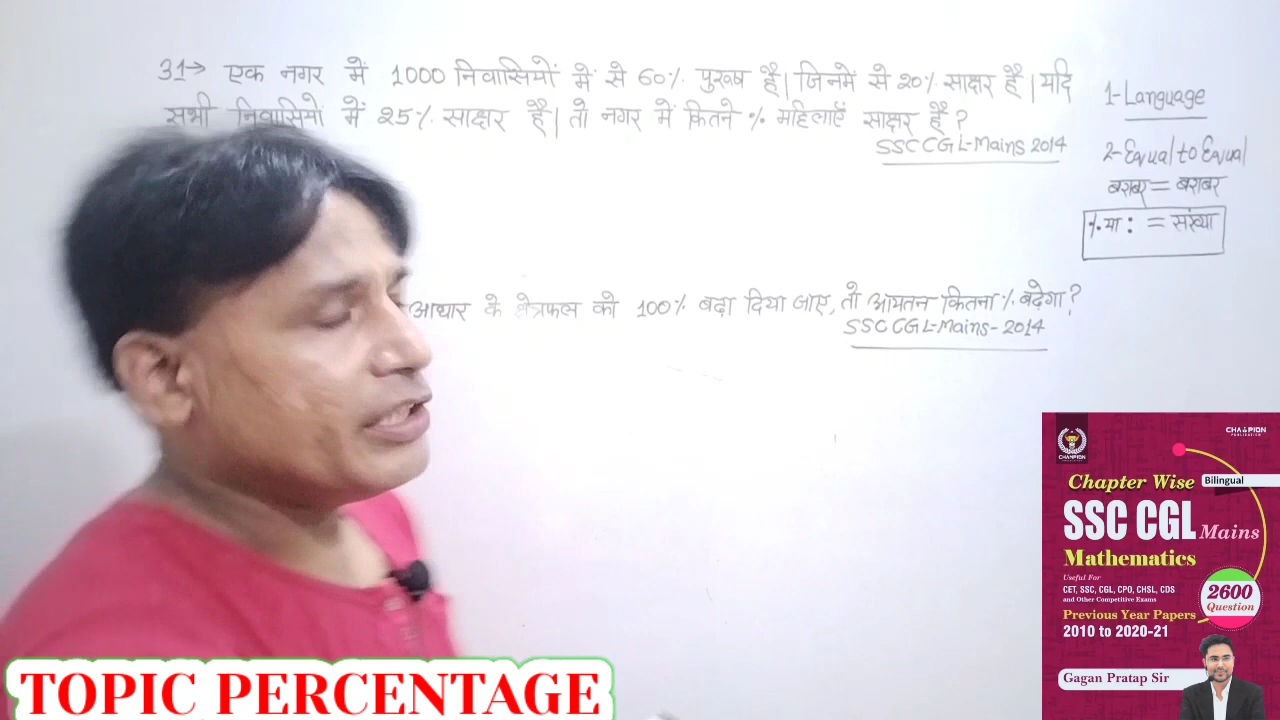 31→ एक नगर में 1000 निवासियों में से 60% पुरूष है| जिनमे से 20% साक्षर है | यदि
सभी निवासियो में 25% साक्षर है| तो नगर में कितने % महिलाएँ साक्षर है?
SSC CGL-Mains 2014
आधार के क्षेत्रफल को 100% बढ़ा दिया जाए, तो आयतन कितना % बढ़ेगा?
SSC CGL-Mains-2014
1-Language
2-Equal to Equal
बराबर = बराबर
% या : = संख्या
CHAMPION
CHAMPION
PUBLICATION
Chapter Wise
Bilingual
SSC CGL Mains
Mathematics
Useful For
CET, SSC, CGL, CPO, CHSL, CDS
and Other Competitive Exams
2600
Question
Previous Year Papers
2010 to 2020-21
Gagan Pratap Sir
TOPIC PERCENTAGE